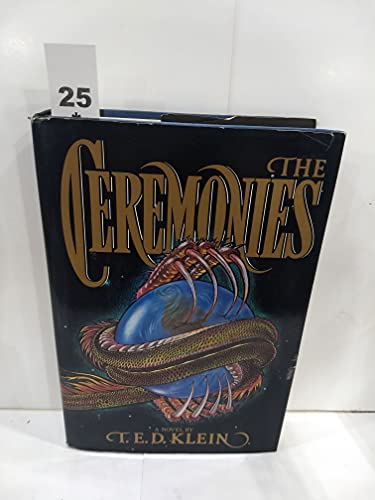 25
THE
CEREMONIES
A NOVEL BY
T.E.D. KLEIN